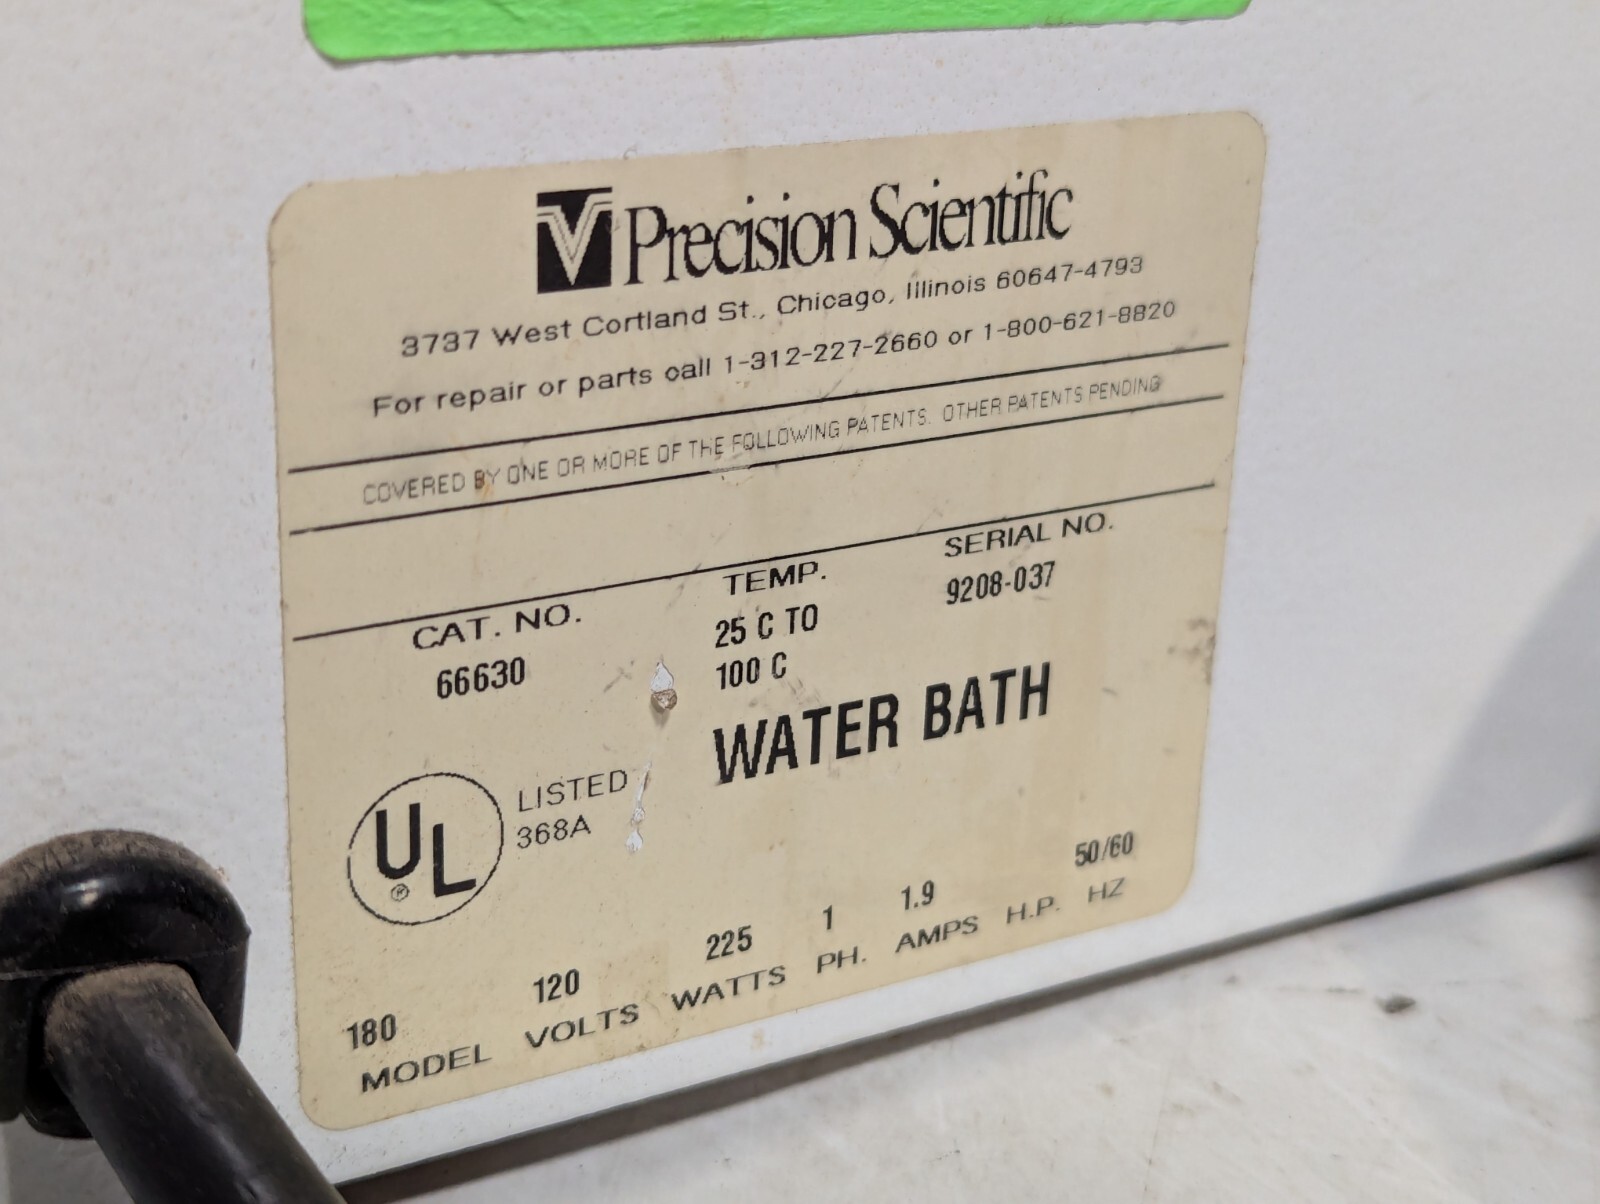 Precision Scientific
3737 West Cortland St., Chicago, Illinois 60647-4793
For repair or parts call 1-312-227-2660 or 1-800-621-8820
COVERED BY ONE OR MORE OF THE FOLLOWING PATENTS. OTHER PATENTS PENDING
CAT. NO. TEMP. SERIAL NO.
66630 25 C TO 9208-037
100 C
WATER BATH
UL ® LISTED
368A
180 120 225 1 1.9 50/60
MODEL VOLTS WATTS PH. AMPS H.P. HZ